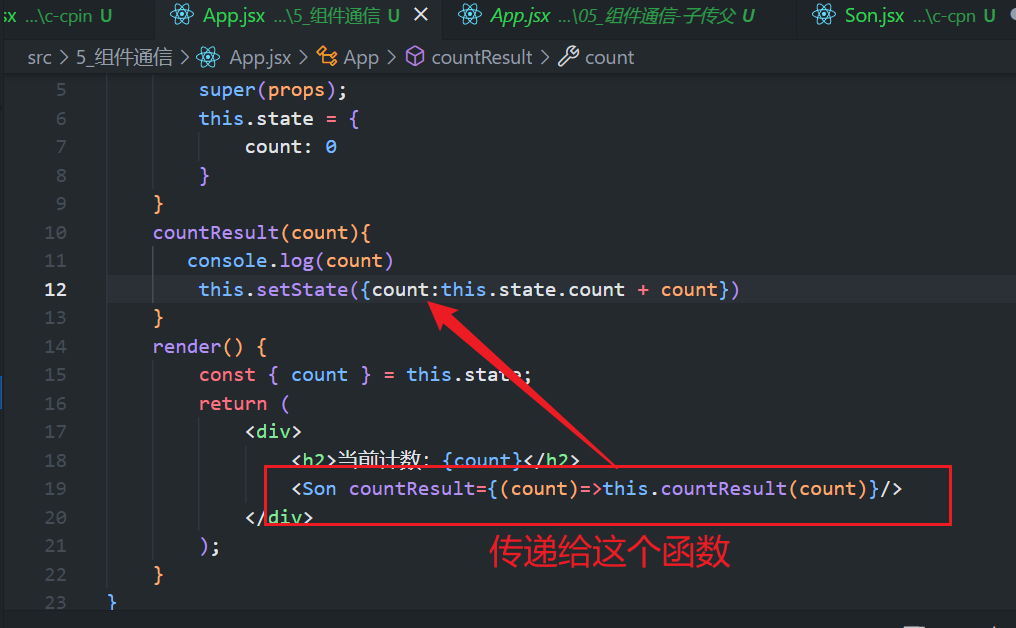 sx ...\c-cpin U App.jsx ...\5_组件通信 U × App.jsx ...\05_组件通信-子传父 U Son.jsx ...\c-cpn U
src > 5_组件通信 > App.jsx > App > countResult > count
5 super(props);
6 this.state = {
7 count: 0
8 }
9 }
10 countResult(count){
11 console.log(count)
12 this.setState({count:this.state.count + count})
13 }
14 render() {
15 const { count } = this.state;
16 return (
17 <div>
18 <h2>当前计数: {count}</h2>
19 <Son countResult={(count)=>this.countResult(count)}/>
20 </div>
21 );
22 }
23 }
传递给这个函数